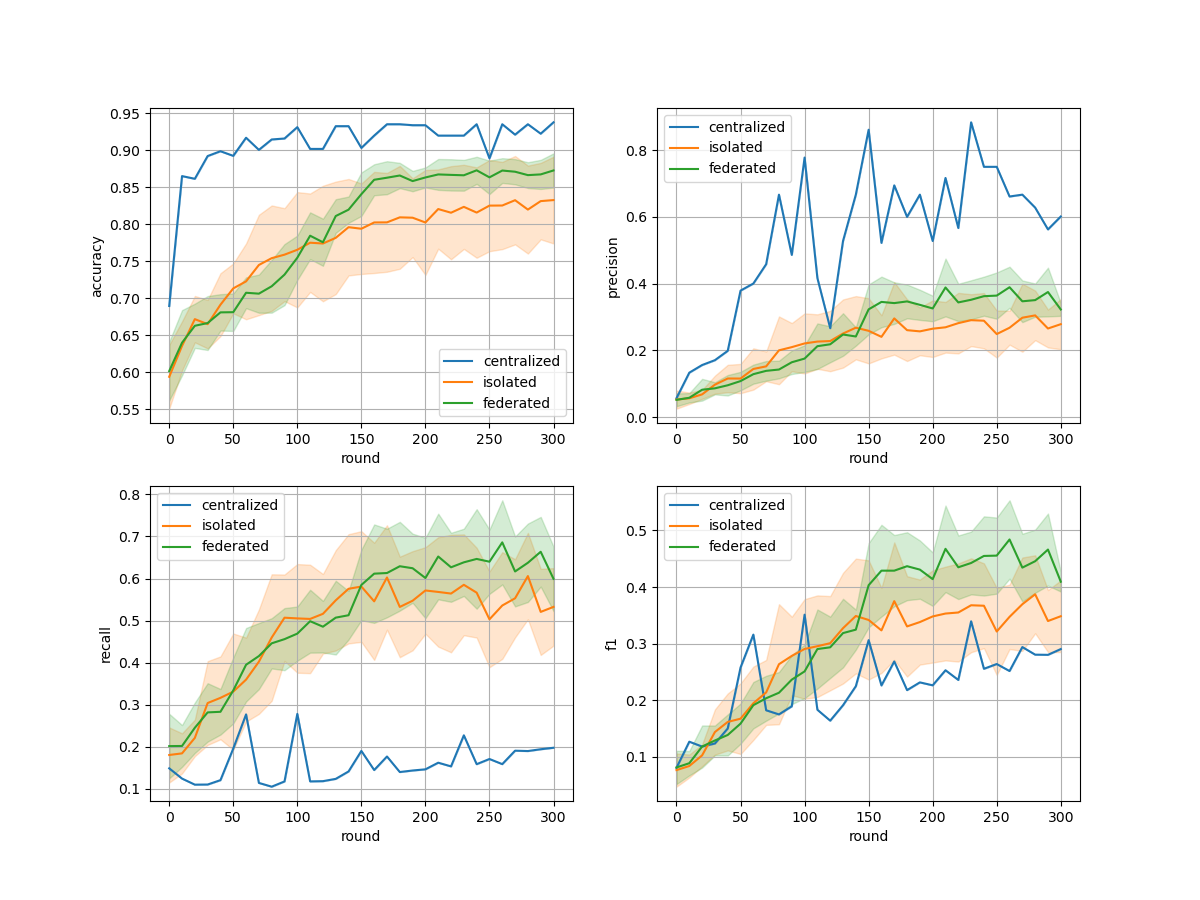 0.95
0.90
0.85
0.80
0.75
0.70
0.65
0.60
0.55
accuracy
centralized
isolated
federated
0 50 100 150 200 250 300
round
0.8
0.6
0.4
0.2
0.0
precision
centralized
isolated
federated
0 50 100 150 200 250 300
round
0.8
0.7
0.6
0.5
0.4
0.3
0.2
0.1
recall
centralized
isolated
federated
0 50 100 150 200 250 300
round
0.5
0.4
0.3
0.2
0.1
f1
centralized
isolated
federated
0 50 100 150 200 250 300
round